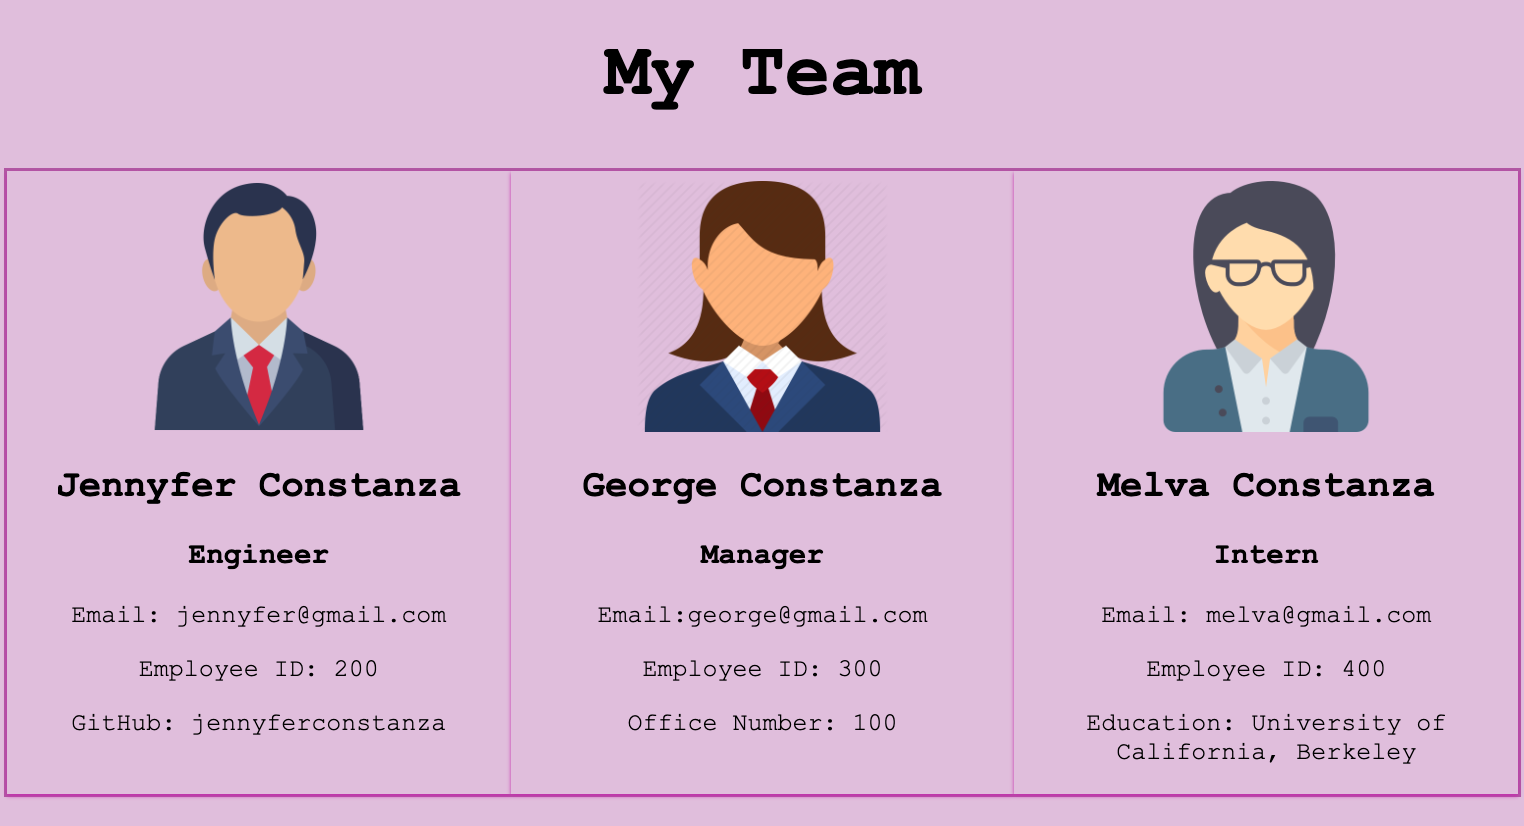 My Team
Jennyfer Constanza
Engineer
Email: jennyfer@gmail.com
Employee ID: 200
GitHub: jennyferconstanza
George Constanza
Manager
Email:george@gmail.com
Employee ID: 300
Office Number: 100
Melva Constanza
Intern
Email: melva@gmail.com
Employee ID: 400
Education: University of
California, Berkeley